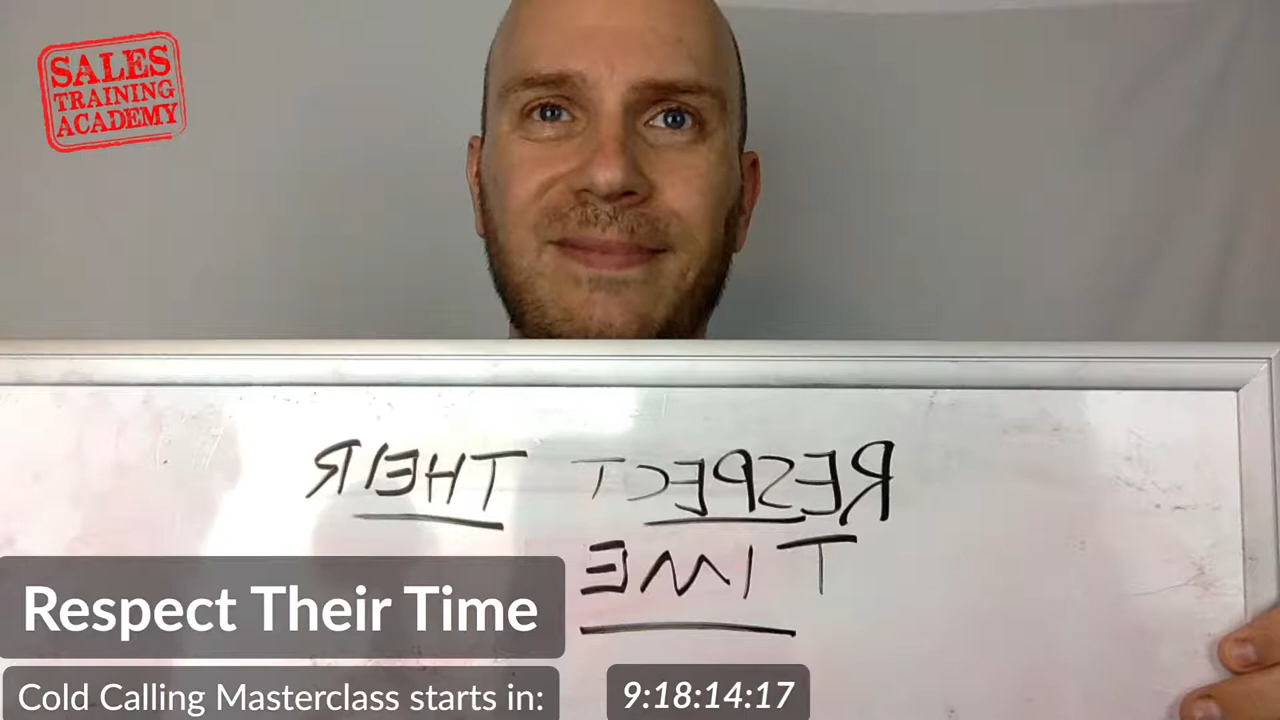 SALES
TRAINING
ACADEMY
RESPECT THEIR
TIME
Respect Their Time
Cold Calling Masterclass starts in:
9:18:14:17